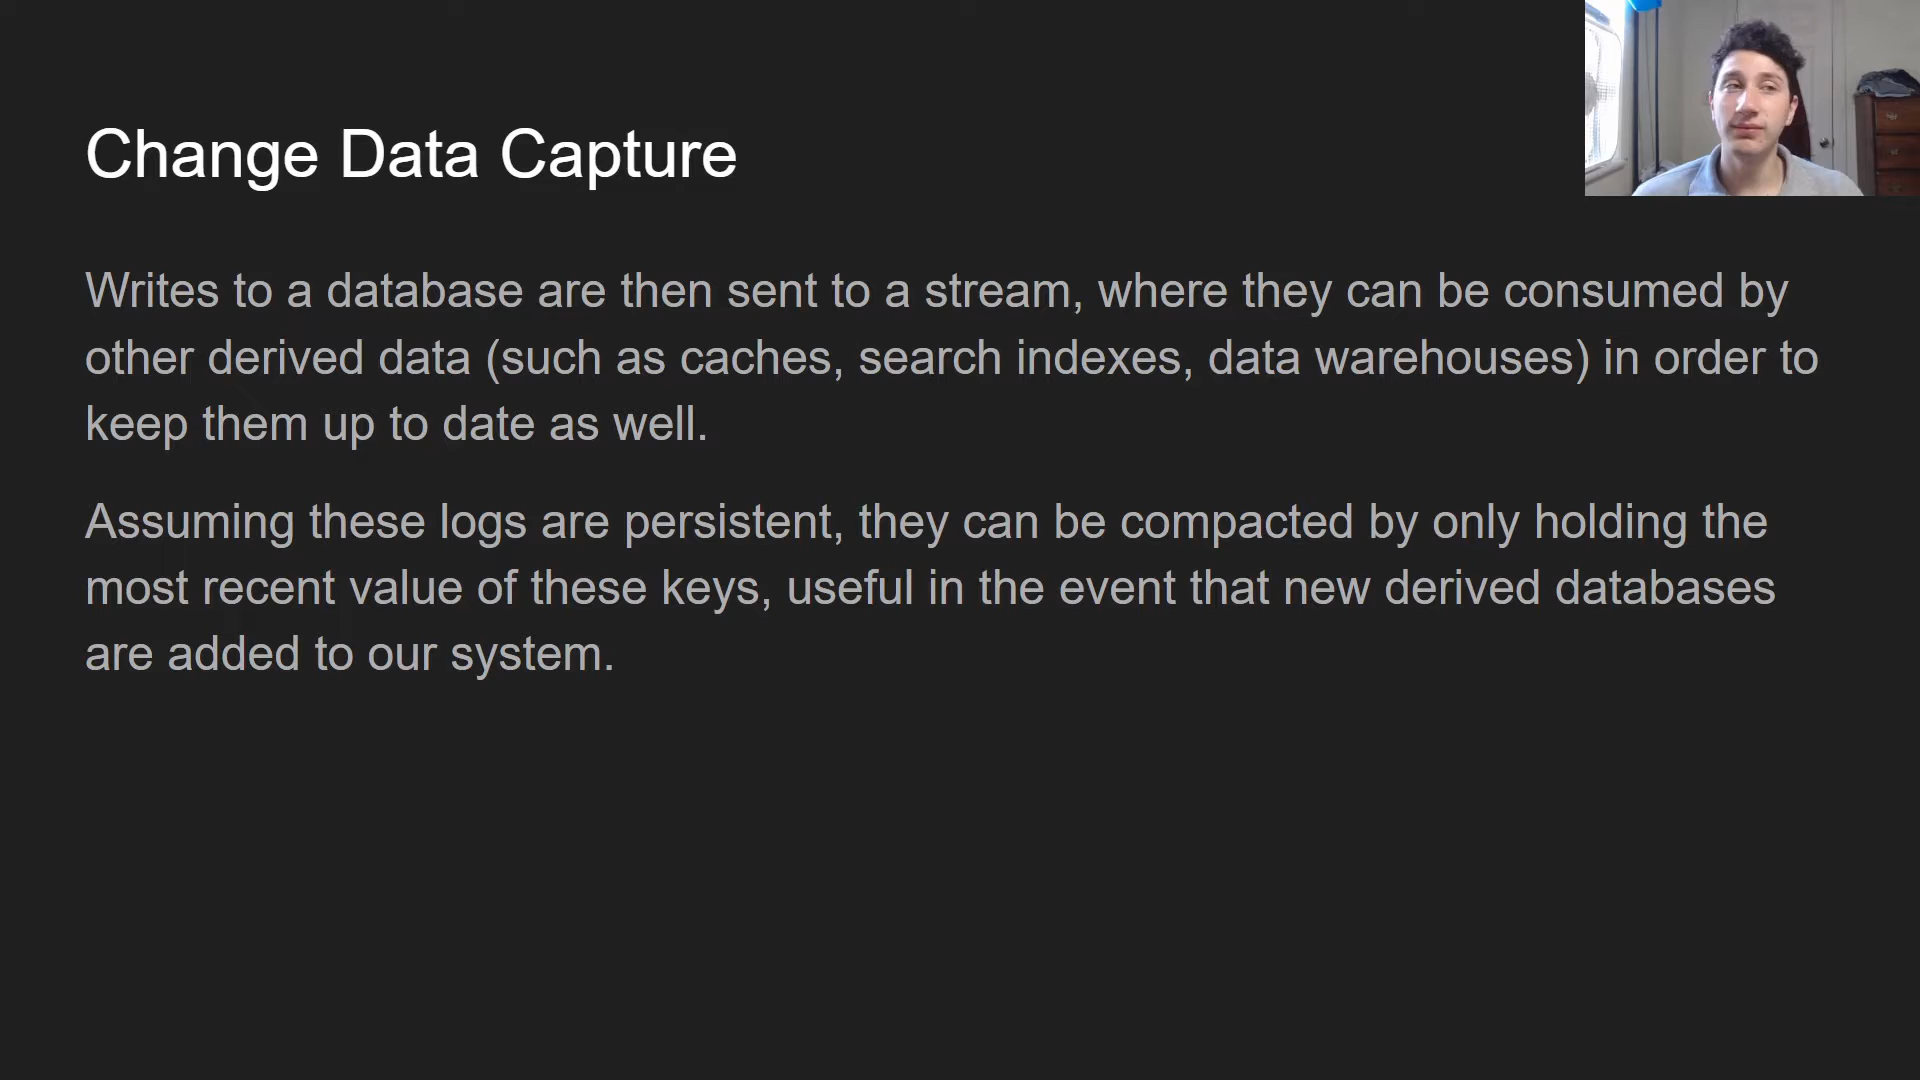 Change Data Capture
Writes to a database are then sent to a stream, where they can be consumed by
other derived data (such as caches, search indexes, data warehouses) in order to
keep them up to date as well.
Assuming these logs are persistent, they can be compacted by only holding the
most recent value of these keys, useful in the event that new derived databases
are added to our system.